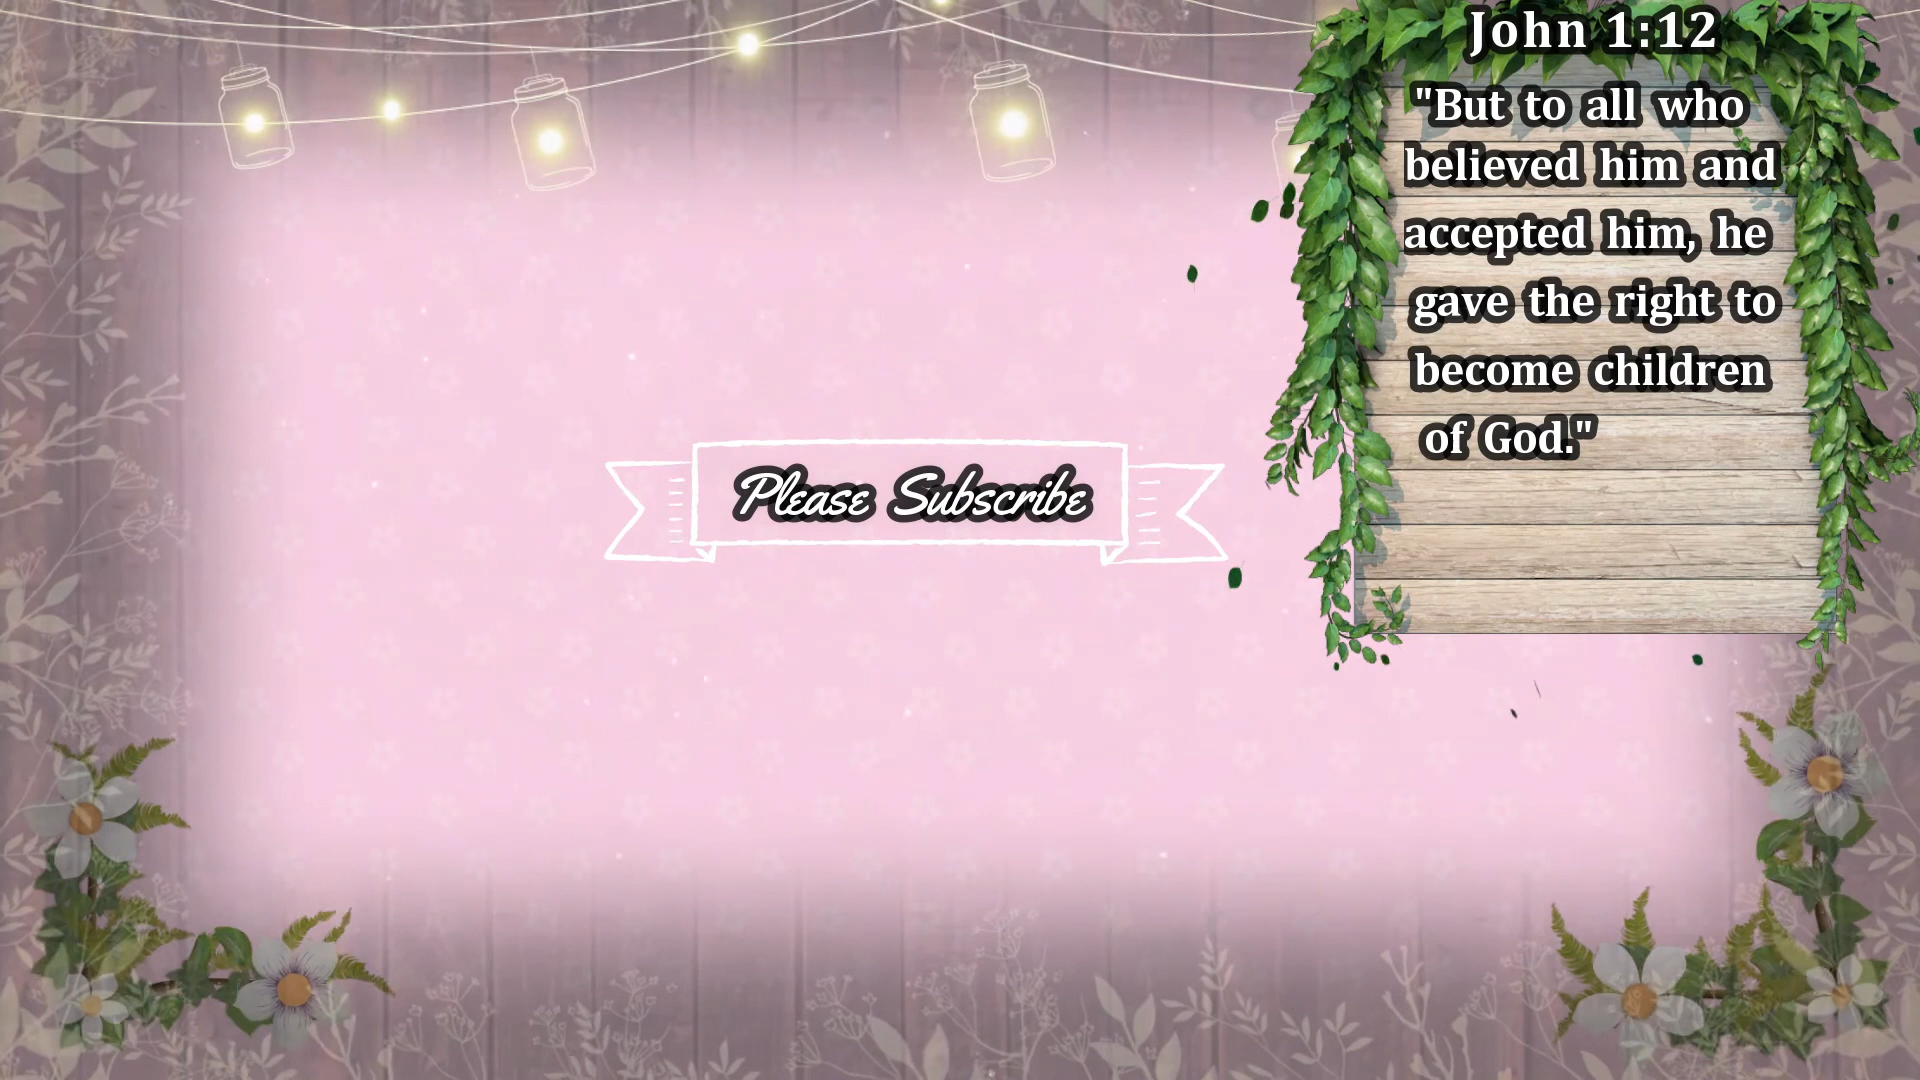 John 1:12
"But to all who
believed him and
accepted him, he
gave the right to
become children
of God."
Please Subscribe